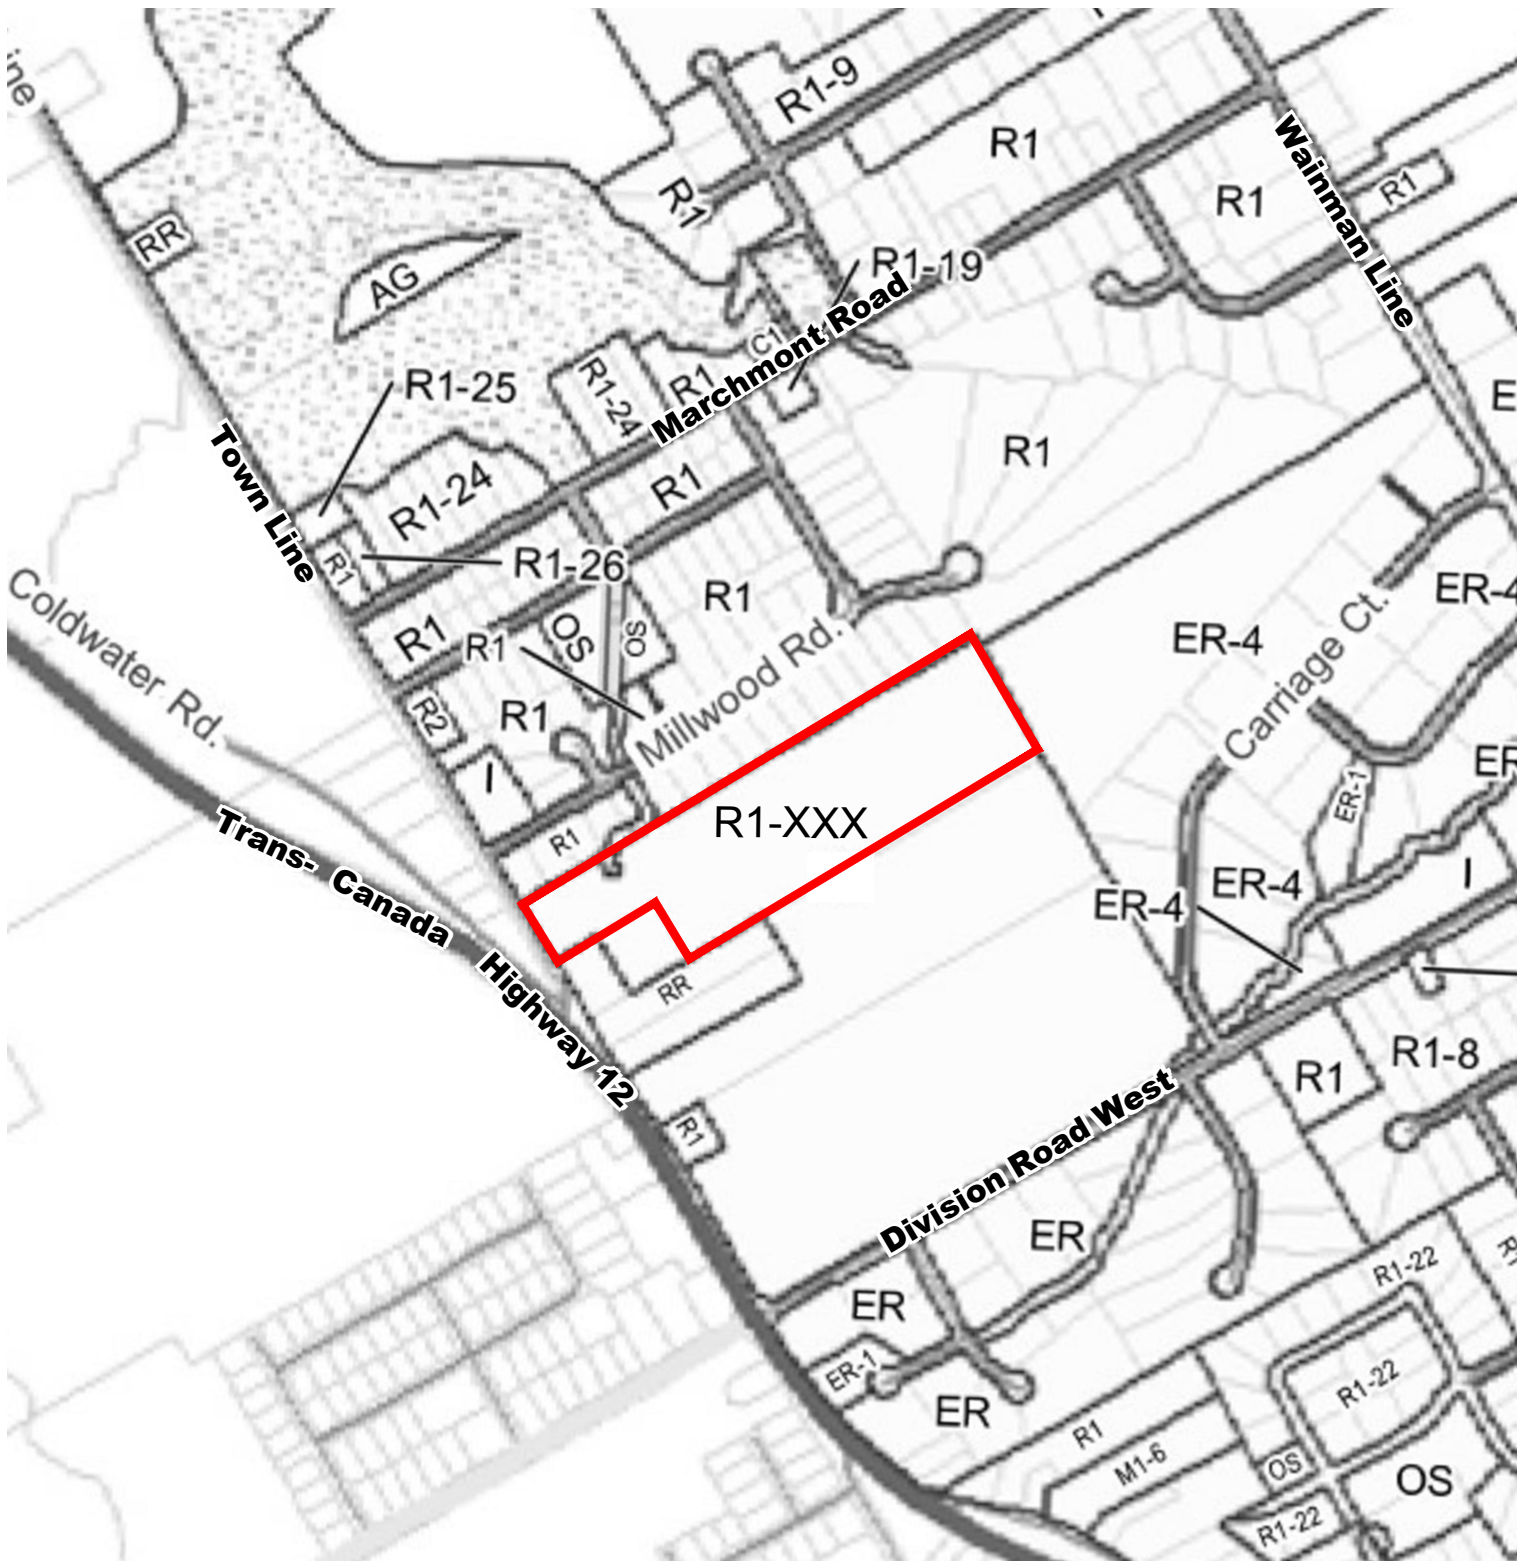 ine
R1-9
R1
R1
R1
R1
Wainman Line
RR
AG
R1-19
C1
Marchmont Road
R1-24
R1
R1-25
Town Line
R1-24
R1
R1
R1-26
R1
R1
ER-4
ER-4
Carriage Ct.
Coldwater Rd.
R1
R1
OS
SO
R1
Millwood Rd.
R2
I
R1
R1-XXX
ER
ER-1
ER-4
ER-4
I
Trans- Canada Highway 12
RR
R1
R1
R1-8
Division Road West
ER
ER
ER-1
ER
R1-22
R1-22
R1
M1-6
OS
OS
R1-22